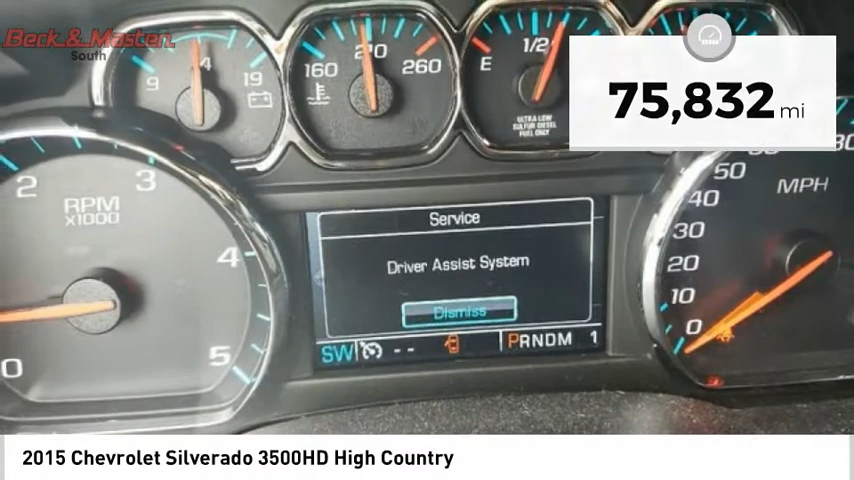 Beck & Masten
South
9 14 19
160 210 260
E 1/2
ULTRA LOW
SULFUR DIESEL
FUEL ONLY
75,832 mi
2 3
RPM
x1000
4
5
0
Service
Driver Assist System
Dismiss
SW -- PRNDM 1
50
MPH
40
30
20
10
0
2015 Chevrolet Silverado 3500HD High Country